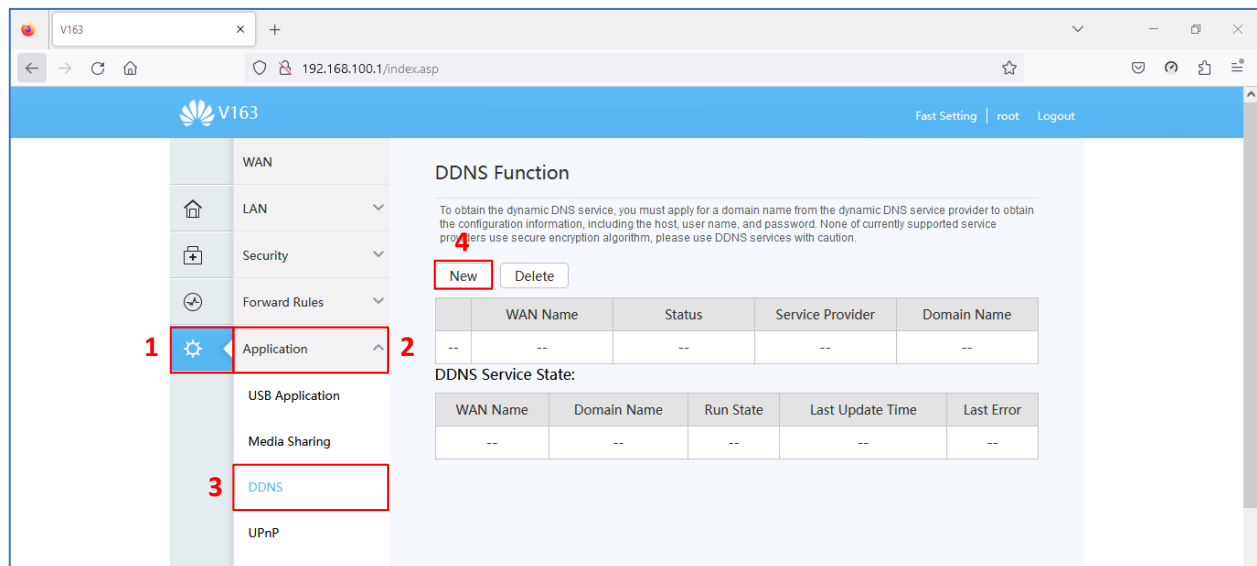 V163
192.168.100.1/index.asp
V163
Fast Setting | root Logout
WAN
LAN
Security
Forward Rules
1
Application
2
USB Application
Media Sharing
3
DDNS
UPnP
DDNS Function
To obtain the dynamic DNS service, you must apply for a domain name from the dynamic DNS service provider to obtain
the configuration information, including the host, user name, and password. None of currently supported service
providers use secure encryption algorithm, please use DDNS services with caution.
4
New Delete
WAN Name Status Service Provider Domain Name
-- -- -- -- --
DDNS Service State:
WAN Name Domain Name Run State Last Update Time Last Error
-- -- -- -- --